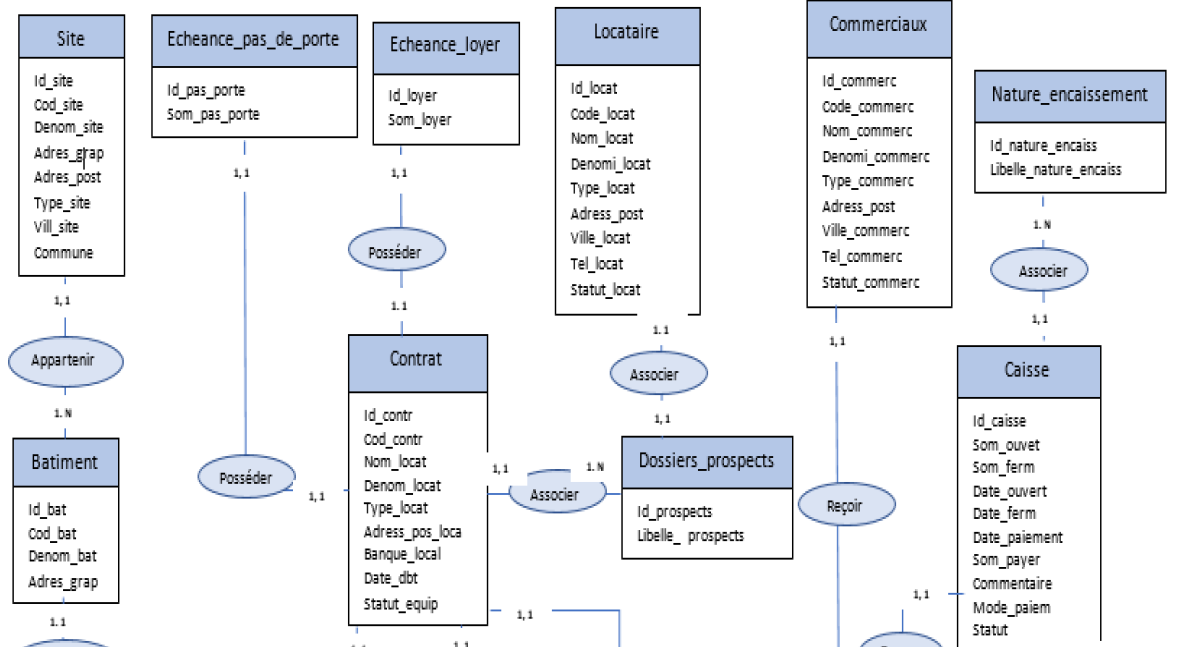 Site
Id_site
Cod_site
Denom_site
Adres_grap
Adres_post
Type_site
Vill_site
Commune
1,1
Appartenir
1.N
Batiment
Id_bat
Cod_bat
Denom_bat
Adres_grap
1.1
Echeance_pas_de_porte
Id_pas_porte
Som_pas_porte
1,1
Posséder
1,1
Echeance_loyer
Id_loyer
Som_loyer
1,1
Posséder
1.1
Contrat
Id_contr
Cod_contr
Nom_locat
Denom_locat
Type_locat
Adress_pos_loca
Banque_local
Date_dbt
Statut_equip
1,1
1,1
Associer
1.N
Locataire
Id_locat
Code_locat
Nom_locat
Denomi_locat
Type_locat
Adress_post
Ville_locat
Tel_locat
Statut_locat
1.1
Associer
1,1
Dossiers_prospects
Id_prospects
Libelle_ prospects
Commerciaux
Id_commerc
Code_commerc
Nom_commerc
Denomi_commerc
Type_commerc
Adress_post
Ville_commerc
Tel_commerc
Statut_commerc
1,1
Reçoir
Nature_encaissement
Id_nature_encaiss
Libelle_nature_encaiss
1.N
Associer
1,1
Caisse
Id_caisse
Som_ouvet
Som_ferm
Date_ouvert
Date_ferm
Date_paiement
Som_payer
Commentaire
Mode_paiem
Statut
1,1